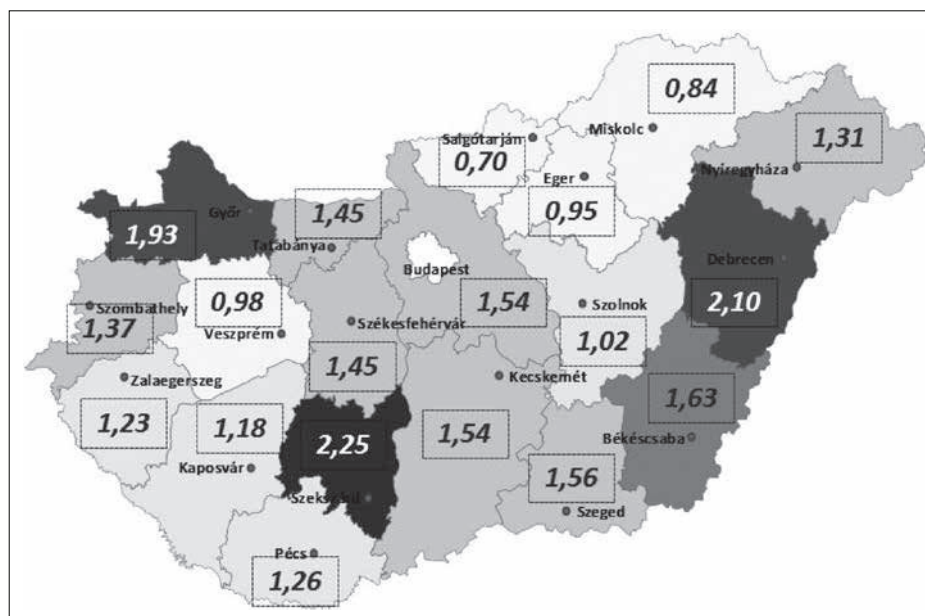 0,84
Salgótarján
Miskolc
1,31
0,70
Eger
Nyíregyháza
0,95
Győr
1,45
1,93
Tatabánya
Budapest
Debrecen
0,98
1,54
2,10
Szombathely
Szolnok
1,37
Veszprém
Székesfehérvár
1,02
1,45
Zalaegerszeg
Kecskemét
1,63
1,23
1,18
2,25
1,54
Békéscsaba
Kaposvár
1,56
Szekszárd
Szeged
Pécs
1,26